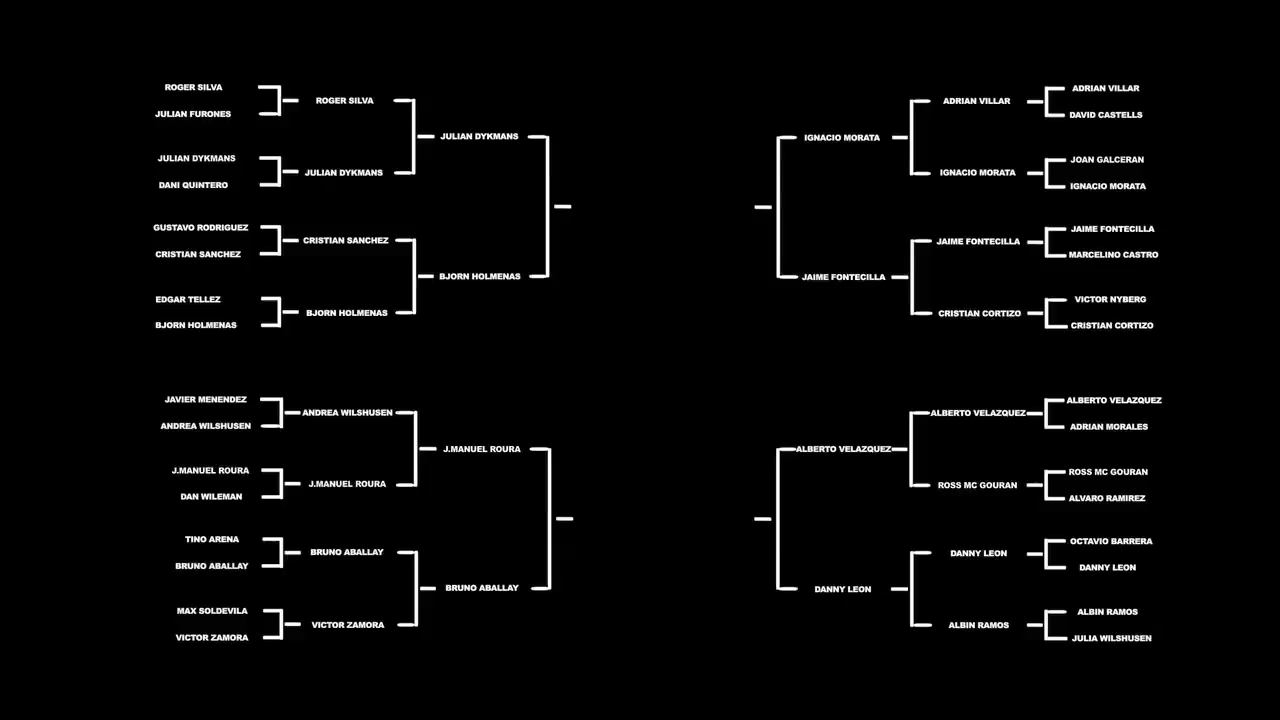 ROGER SILVA
JULIAN FURONES
JULIAN DYKMANS
DANI QUINTERO
GUSTAVO RODRIGUEZ
CRISTIAN SANCHEZ
EDGAR TELLEZ
BJORN HOLMENAS
ROGER SILVA
JULIAN DYKMANS
CRISTIAN SANCHEZ
BJORN HOLMENAS
JULIAN DYKMANS
BJORN HOLMENAS
IGNACIO MORATA
JAIME FONTECILLA
ADRIAN VILLAR
IGNACIO MORATA
JAIME FONTECILLA
CRISTIAN CORTIZO
ADRIAN VILLAR
DAVID CASTELLS
JOAN GALCERAN
IGNACIO MORATA
JAIME FONTECILLA
MARCELINO CASTRO
VICTOR NYBERG
CRISTIAN CORTIZO
JAVIER MENENDEZ
ANDREA WILSHUSEN
J.MANUEL ROURA
DAN WILEMAN
TINO ARENA
BRUNO ABALLAY
MAX SOLDEVILA
VICTOR ZAMORA
ANDREA WILSHUSEN
J.MANUEL ROURA
BRUNO ABALLAY
VICTOR ZAMORA
J.MANUEL ROURA
BRUNO ABALLAY
ALBERTO VELAZQUEZ
DANNY LEON
ALBERTO VELAZQUEZ
ROSS MC GOURAN
DANNY LEON
ALBIN RAMOS
ALBERTO VELAZQUEZ
ADRIAN MORALES
ROSS MC GOURAN
ALVARO RAMIREZ
OCTAVIO BARRERA
DANNY LEON
ALBIN RAMOS
JULIA WILSHUSEN